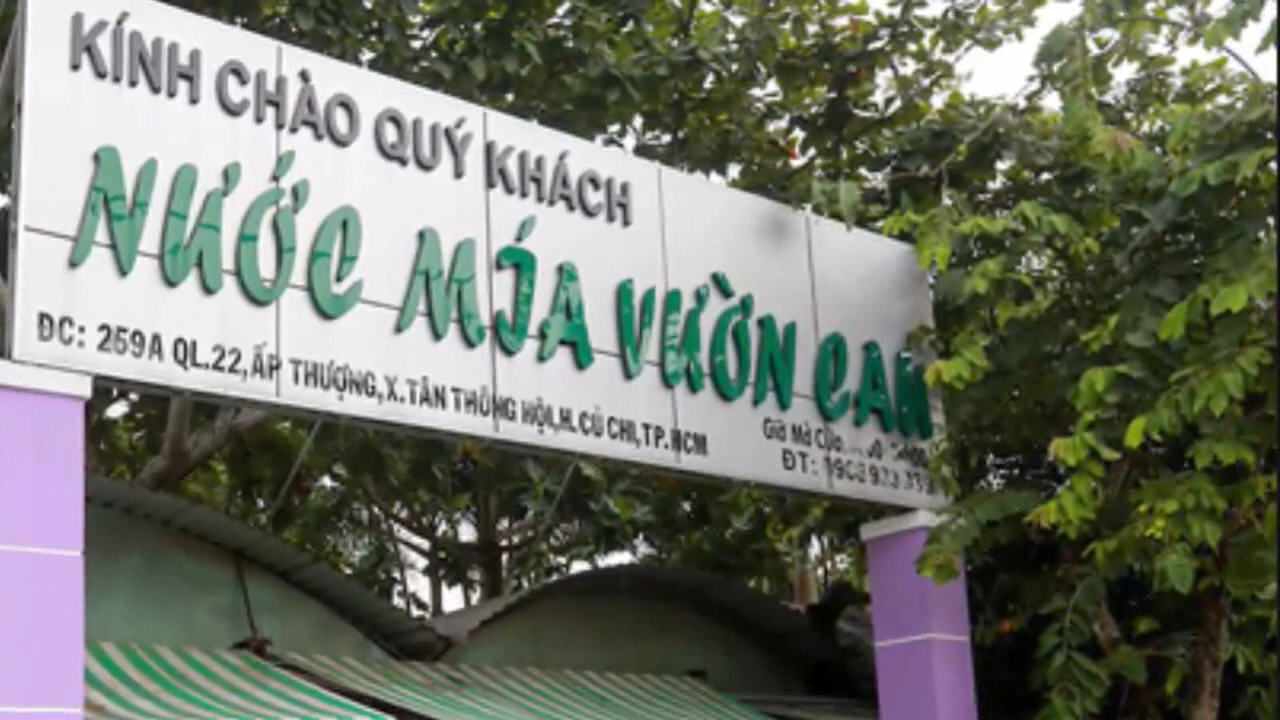 KÍNH CHÀO QUÝ KHÁCH
NƯỚC MÍA VƯỜN CAM
ĐC: 259A QL.22, ẤP THƯỢNG, X. TÂN THÔNG HỘI, H. CỦ CHI, TP. HCM
ĐT: